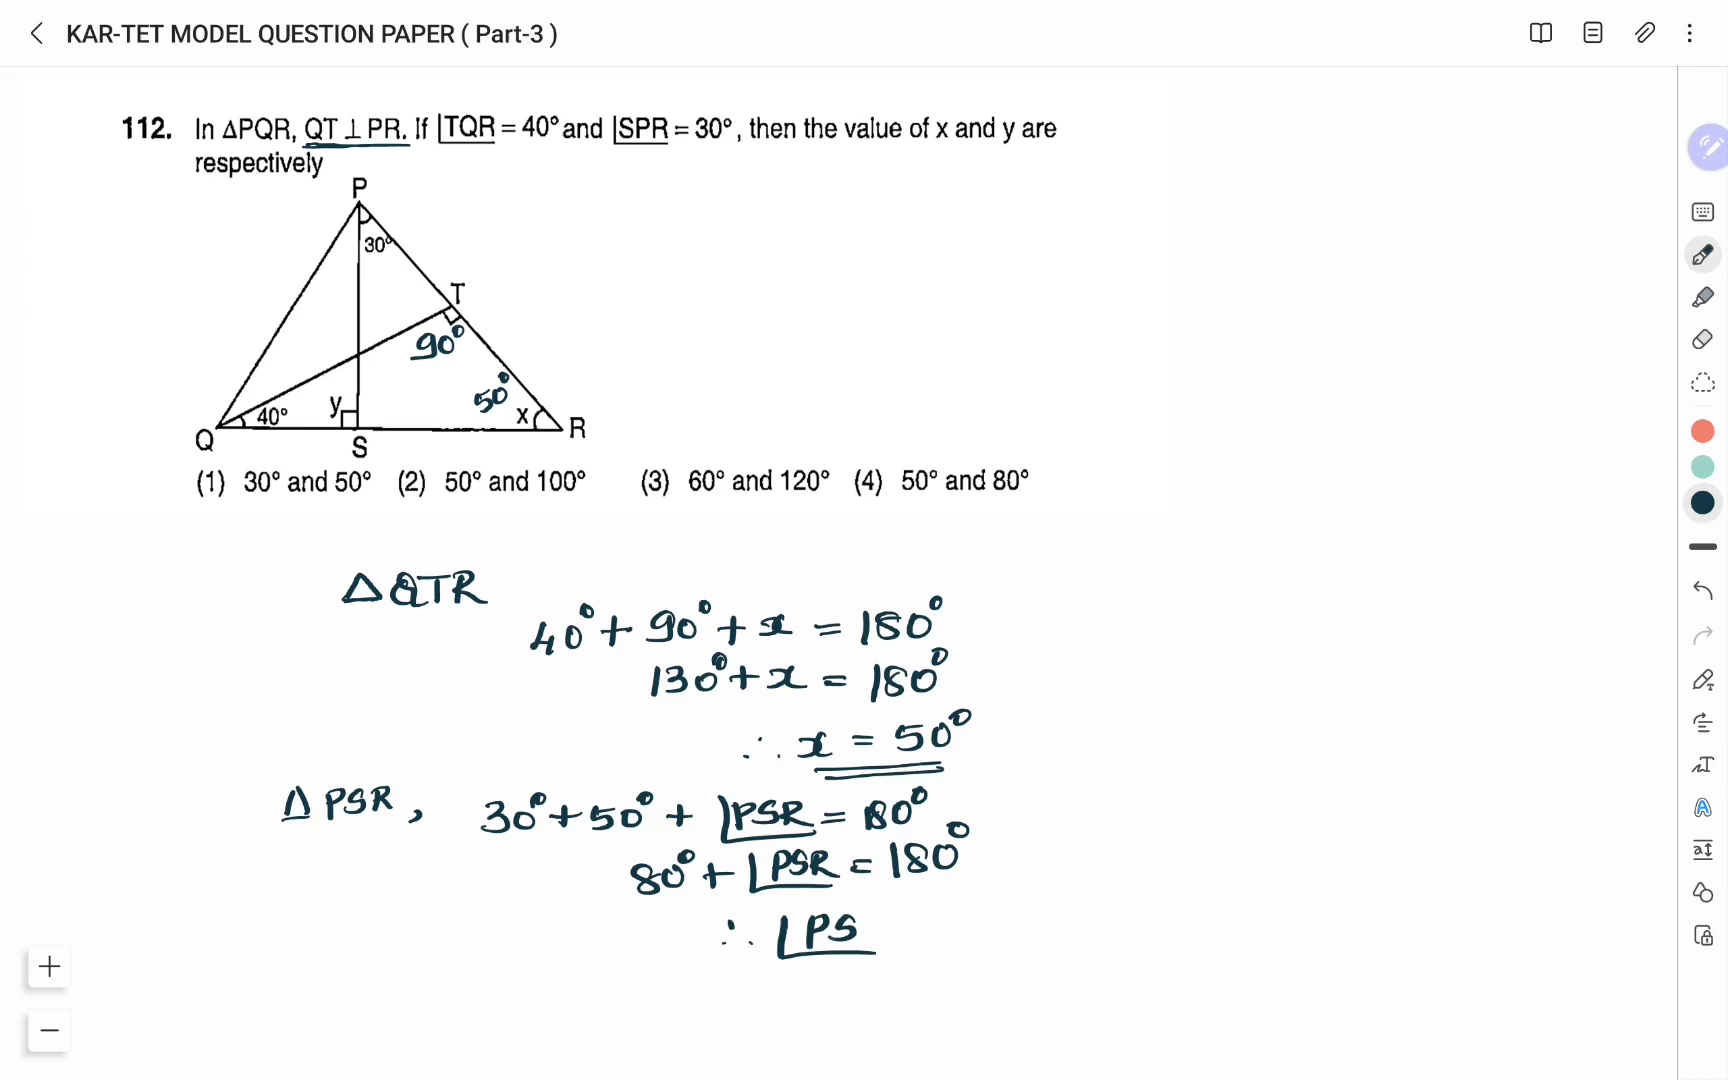 KAR-TET MODEL QUESTION PAPER ( Part-3 )
112. In ΔPQR, QT ⊥ PR. If ∠TQR = 40° and ∠SPR = 30°, then the value of x and y are
respectively
P
30°
T
90°
50°
40°
y
x
Q
S
R
(1) 30° and 50° (2) 50° and 100° (3) 60° and 120° (4) 50° and 80°
Δ QTR
40° + 90° + x = 180°
130° + x = 180°
∴ x = 50°
Δ PSR, 30° + 50° + ∠PSR = 180°
80° + ∠PSR = 180°
∴ ∠PS